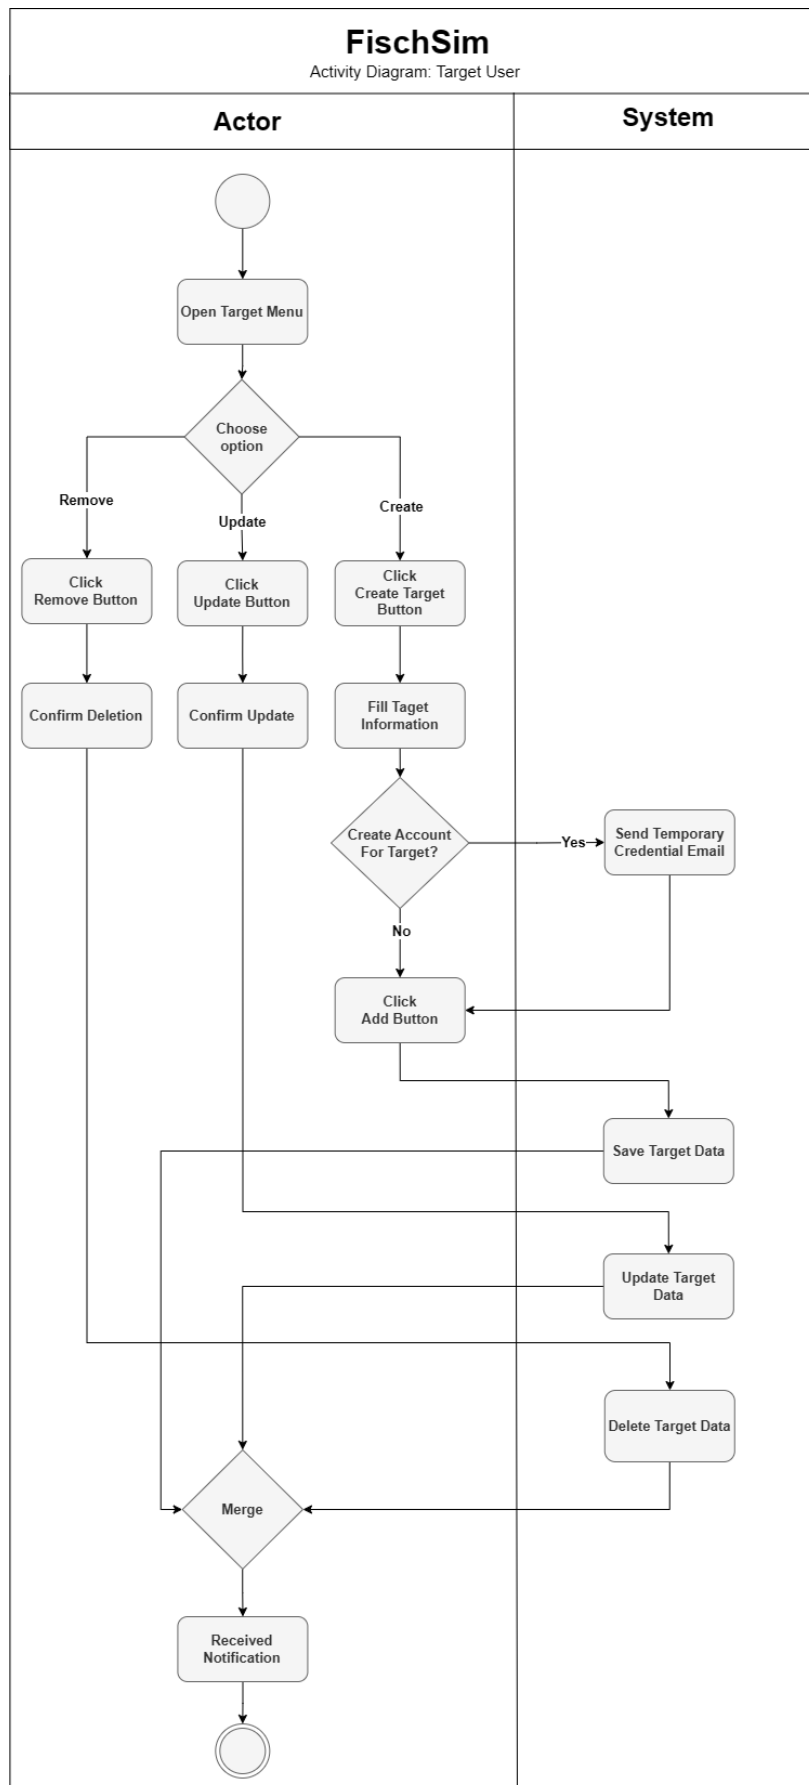 FischSim
Activity Diagram: Target User
Actor
System
Open Target Menu
Choose
option
Remove
Update
Create
Click
Remove Button
Click
Update Button
Click
Create Target
Button
Confirm Deletion
Confirm Update
Fill Taget
Information
Create Account
For Target?
Yes
Send Temporary
Credential Email
No
Click
Add Button
Save Target Data
Update Target
Data
Delete Target Data
Merge
Received
Notification